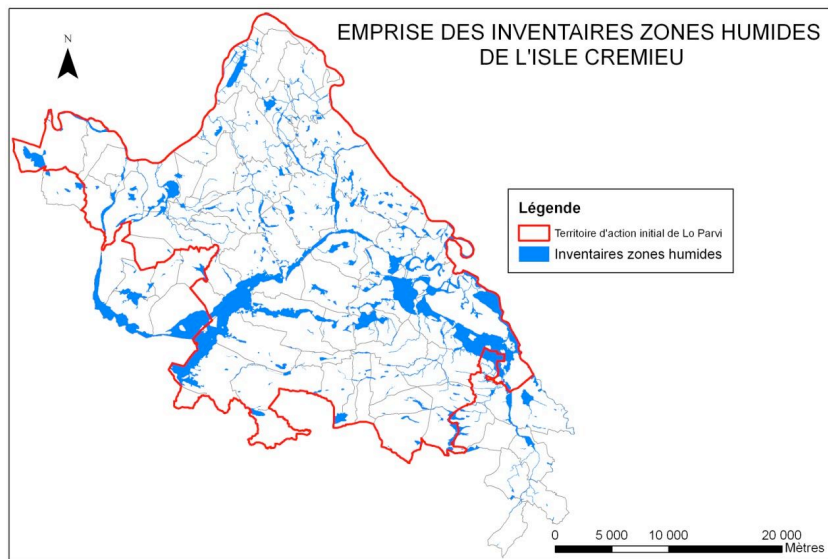 EMPRISE DES INVENTAIRES ZONES HUMIDES
DE L'ISLE CREMIEU
N
Légende
Territoire d'action initial de Lo Parvi
Inventaires zones humides
0 5 000 10 000 20 000
Mètres